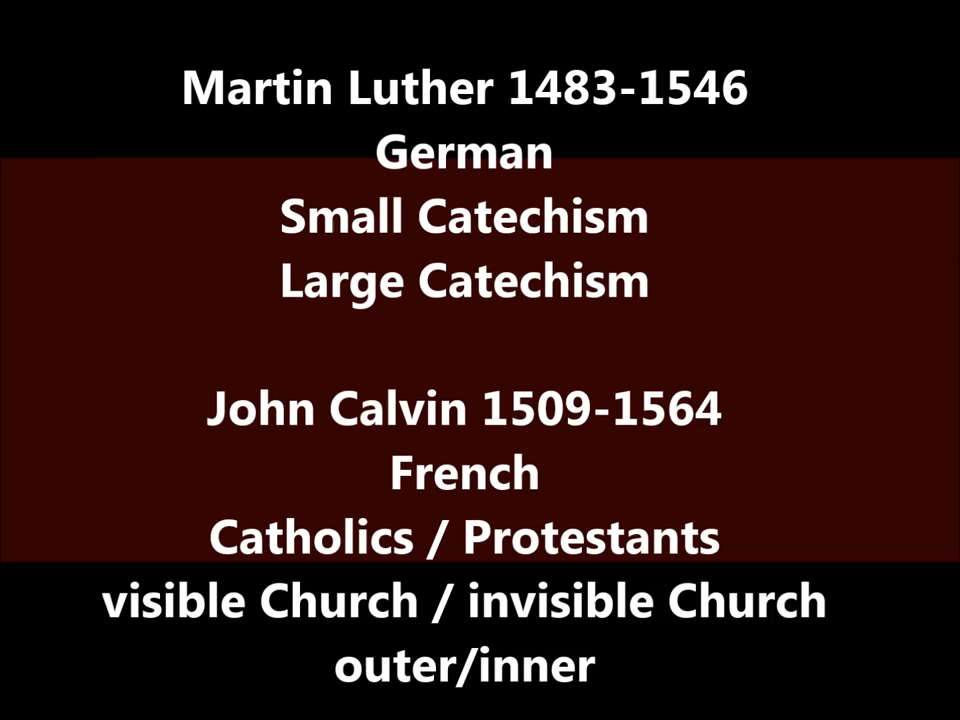 Martin Luther 1483-1546
German
Small Catechism
Large Catechism
John Calvin 1509-1564
French
Catholics / Protestants
visible Church / invisible Church
outer/inner